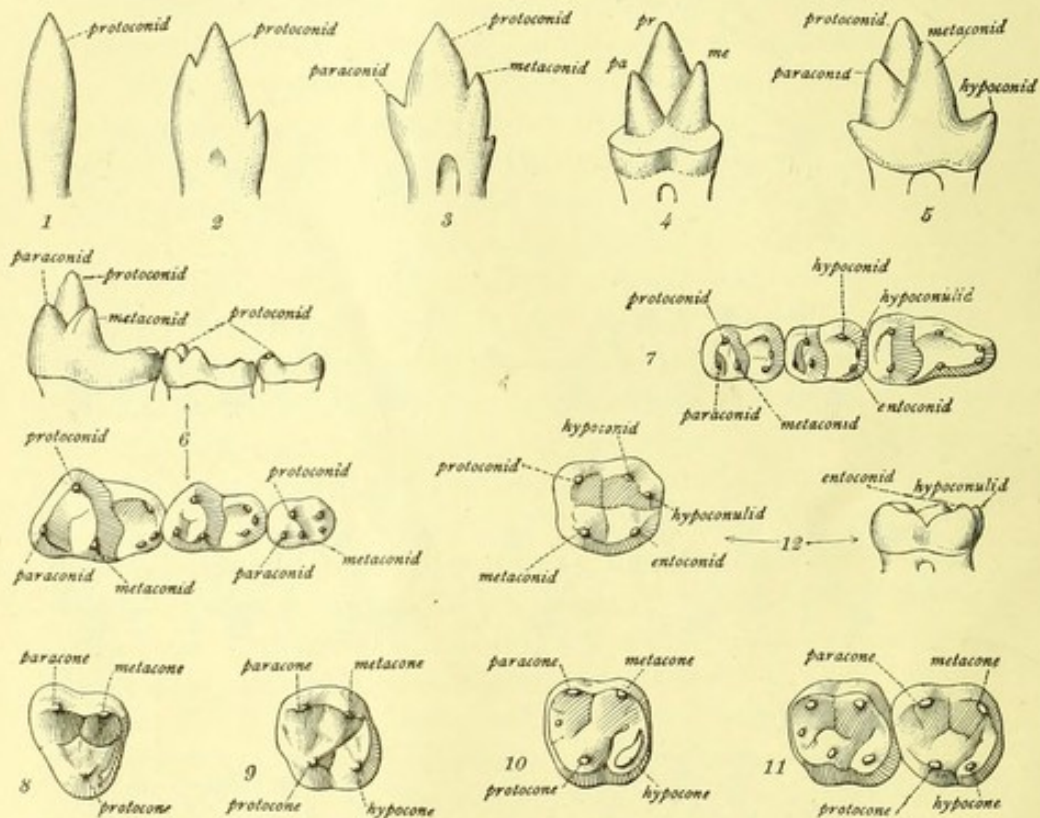 protoconid
1
protoconid
2
protoconid
paraconid
metaconid
3
pr
pa
me
4
protoconid.
metaconid
paraconid
hypoconid
5
paraconid
protoconid
metaconid
protoconid
6
protoconid
protoconid
paraconid
metaconid
paraconid
metaconid
hypoconid
protoconid
hypoconulid
7
paraconid
metaconid
entoconid
hypoconid
protoconid
hypoconulid
metaconid
entoconid
12
entoconid
hypoconulid
paracone
metacone
8
protocone
paracone
metacone
9
protocone
hypocone
paracone
metacone
10
protocone
hypocone
paracone
metacone
11
protocone
hypocone